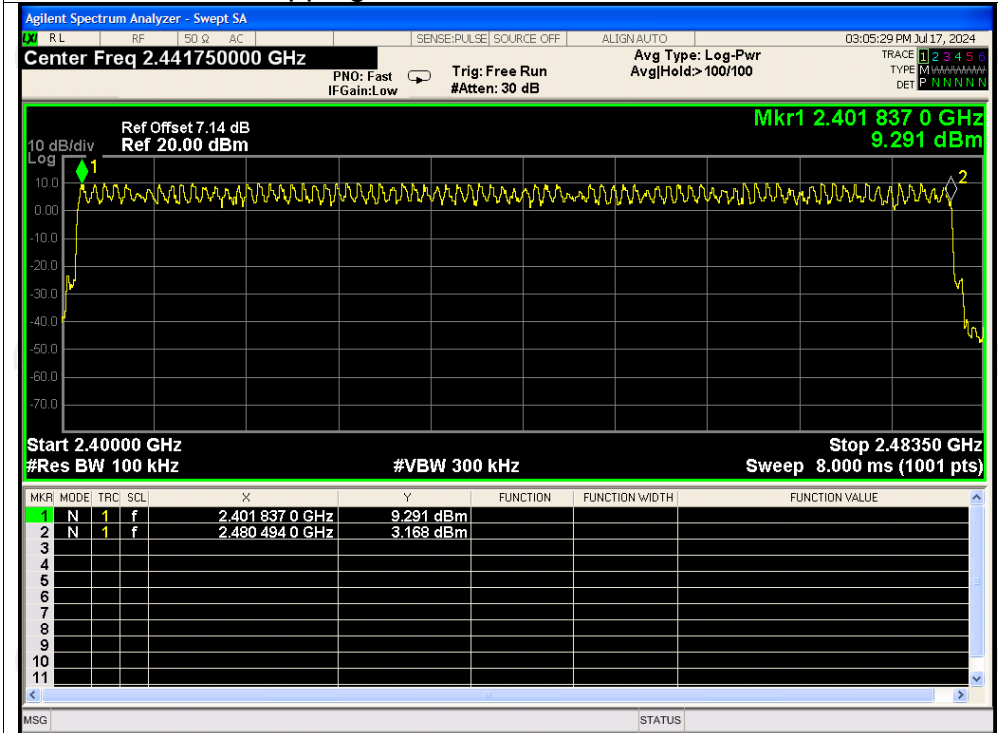 Agilent Spectrum Analyzer - Swept SA
LXI RL RF 50 Ω AC SENSE:PULSE SOURCE OFF ALIGN AUTO 03:05:29 PM Jul 17, 2024
Center Freq 2.441750000 GHz
PNO: Fast
IFGain:Low
Trig: Free Run
#Atten: 30 dB
Avg Type: Log-Pwr
Avg|Hold:> 100/100
TRACE 1 2 3 4 5 6
TYPE M
DET P N N N N N
Mkr1 2.401 837 0 GHz
9.291 dBm
Ref Offset 7.14 dB
10 dB/div Ref 20.00 dBm
Log
1
2
10.0
0.00
-10.0
-20.0
-30.0
-40.0
-50.0
-60.0
-70.0
Start 2.40000 GHz Stop 2.48350 GHz
#Res BW 100 kHz #VBW 300 kHz Sweep 8.000 ms (1001 pts)
MKR MODE TRC SCL X Y FUNCTION FUNCTION WIDTH FUNCTION VALUE
1 N 1 f 2.401 837 0 GHz 9.291 dBm
2 N 1 f 2.480 494 0 GHz 3.168 dBm
3
4
5
6
7
8
9
10
11
MSG STATUS